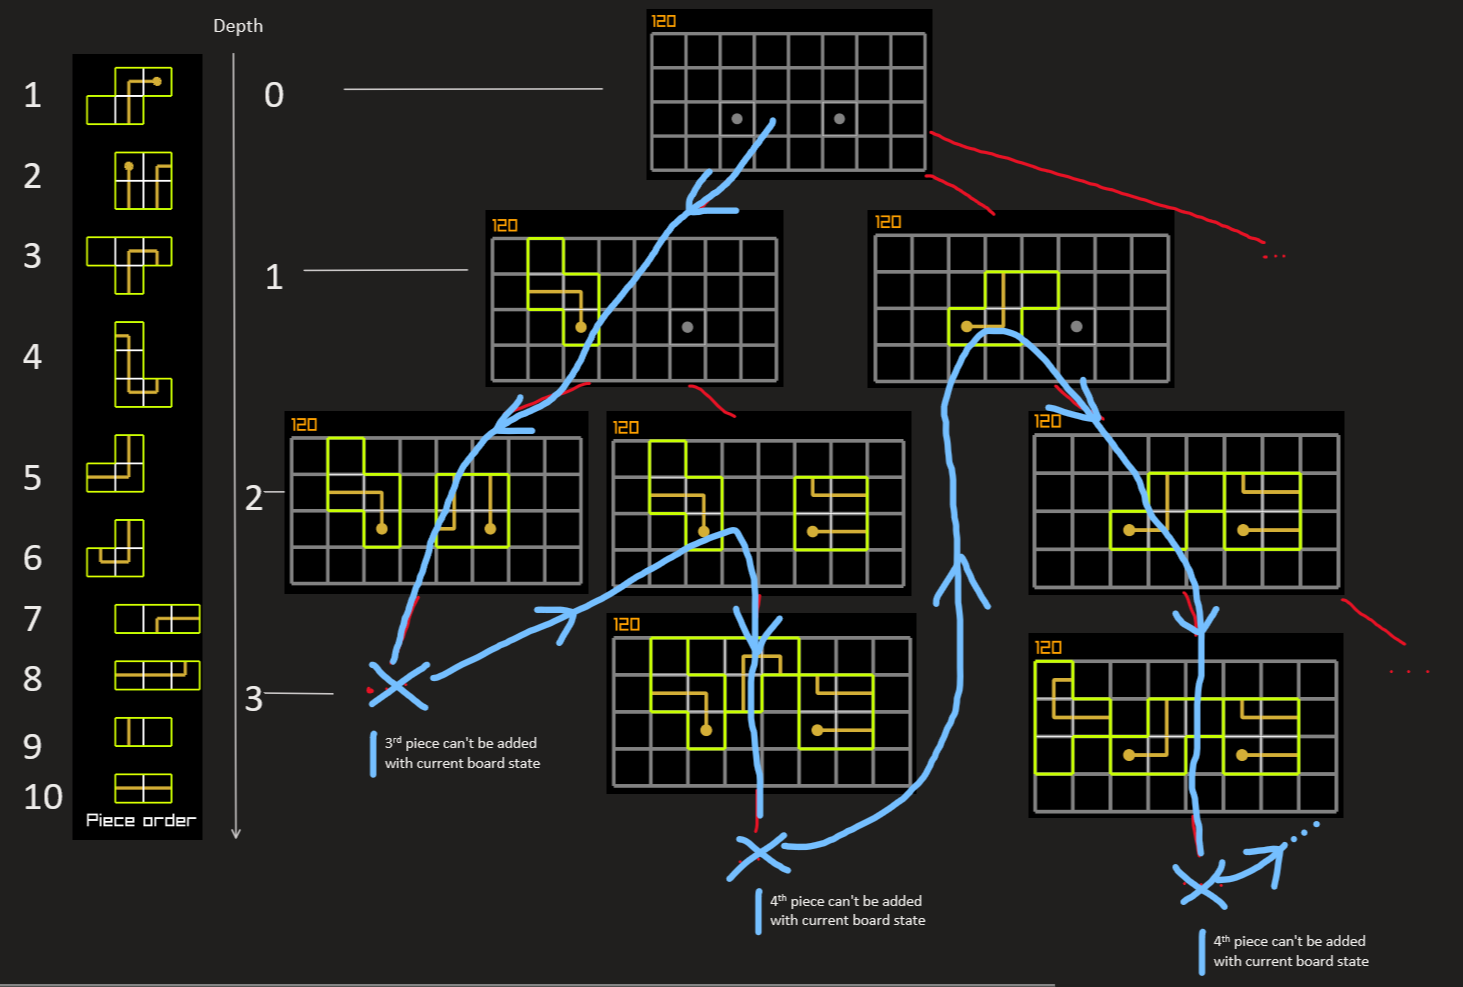 Depth
120
1
0
2
120
120
3
1
4
120
120
120
5
2
6
120
120
7
8
3
9
3rd piece can't be added
with current board state
10
Piece order
4th piece can't be added
with current board state
4th piece can't be added
with current board state